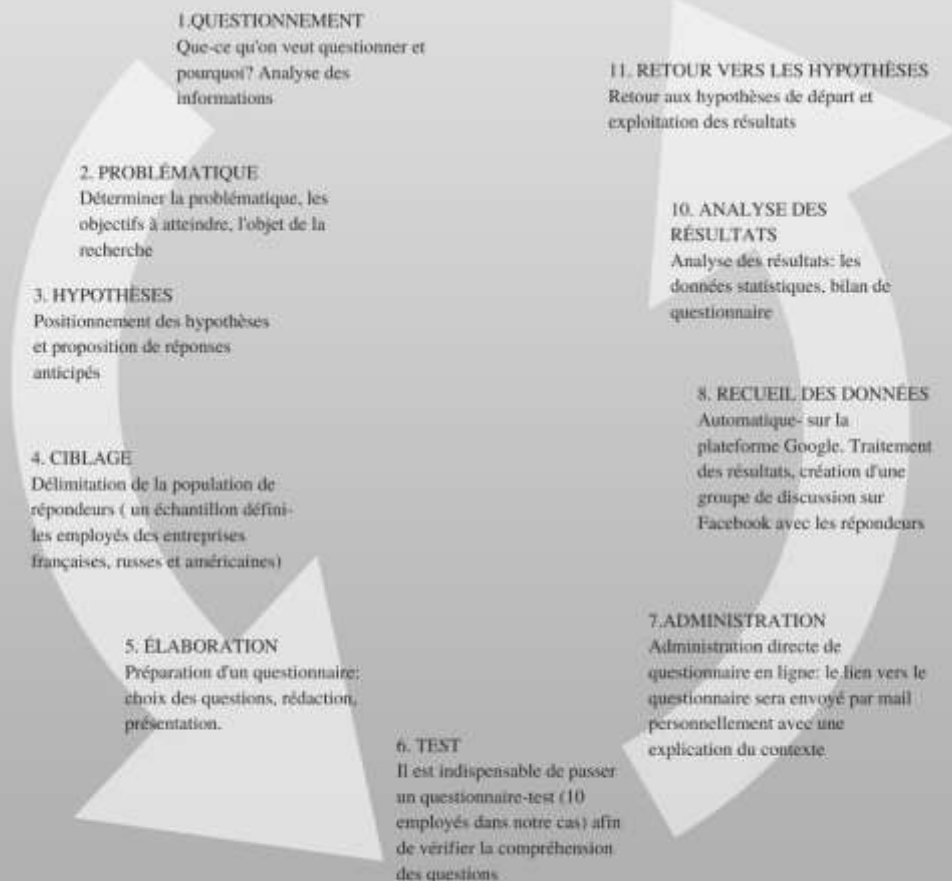 1.QUESTIONNEMENT
Que-ce qu'on veut questionner et
pourquoi? Analyse des
informations
2. PROBLÉMATIQUE
Déterminer la problématique, les
objectifs à atteindre, l'objet de la
recherche
3. HYPOTHÈSES
Positionnement des hypothèses
et proposition de réponses
anticipés
4. CIBLAGE
Délimitation de la population de
répondeurs ( un échantillon défini-
les employés des entreprises
françaises, russes et américaines)
5. ÉLABORATION
Préparation d'un questionnaire:
choix des questions, rédaction,
présentation.
6. TEST
Il est indispensable de passer
un questionnaire-test (10
employés dans notre cas) afin
de vérifier la compréhension
des questions
7.ADMINISTRATION
Administration directe de
questionnaire en ligne: le lien vers le
questionnaire sera envoyé par mail
personnellement avec une
explication du contexte
8. RECUEIL DES DONNÉES
Automatique- sur la
plateforme Google. Traitement
des résultats, création d'une
groupe de discussion sur
Facebook avec les répondeurs
10. ANALYSE DES
RÉSULTATS
Analyse des résultats: les
données statistiques, bilan de
questionnaire
11. RETOUR VERS LES HYPOTHÈSES
Retour aux hypothèses de départ et
exploitation des résultats